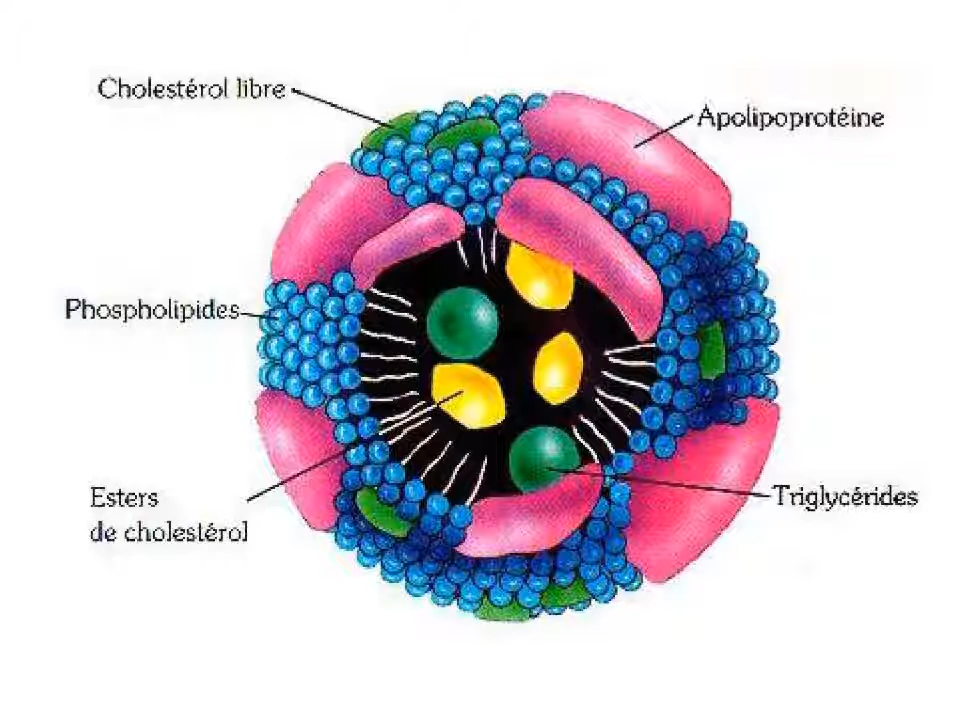 Cholestérol libre
Apolipoprotéine
Phospholipides
Esters
de cholestérol
Triglycérides